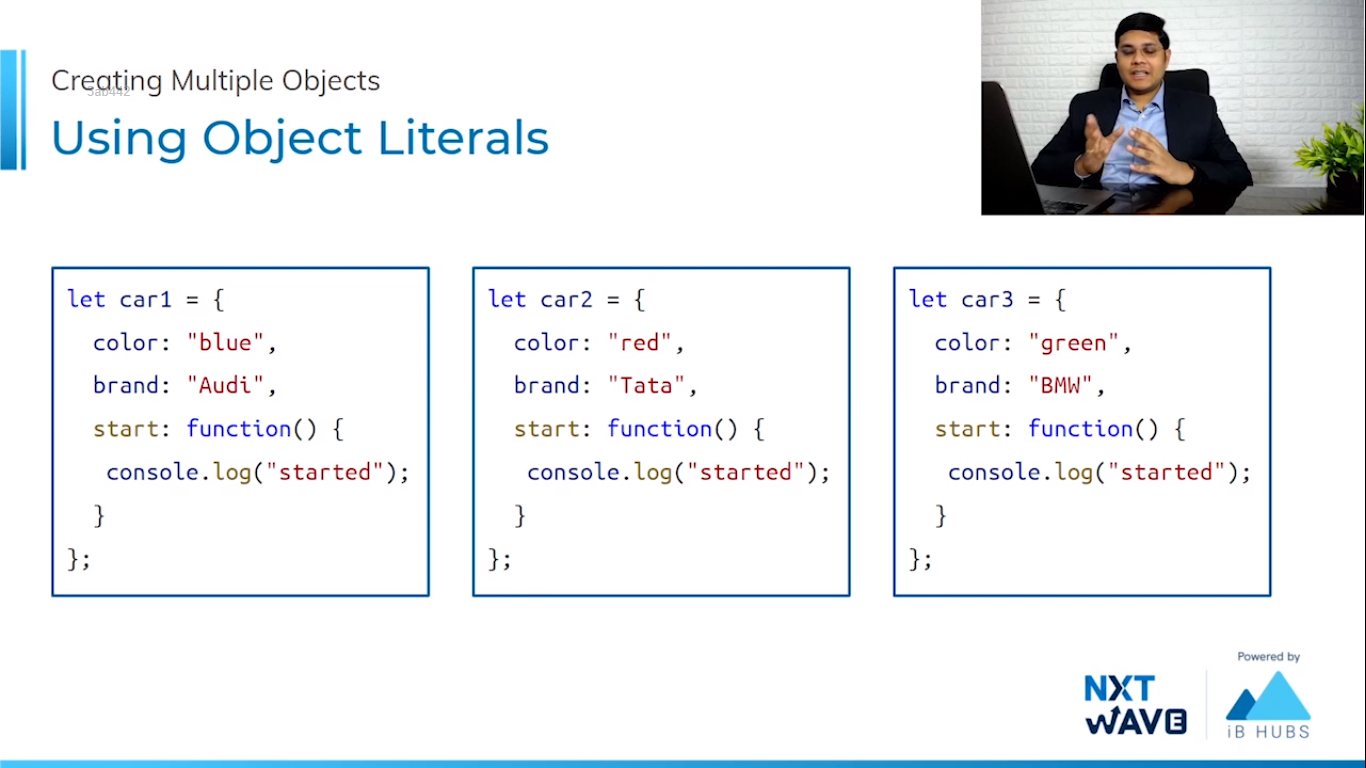 Creating Multiple Objects
5ab442
Using Object Literals
let car1 = {
color: "blue",
brand: "Audi",
start: function() {
console.log("started");
}
};
let car2 = {
color: "red",
brand: "Tata",
start: function() {
console.log("started");
}
};
let car3 = {
color: "green",
brand: "BMW",
start: function() {
console.log("started");
}
};
NXT
WAVE
Powered by
iB HUBS